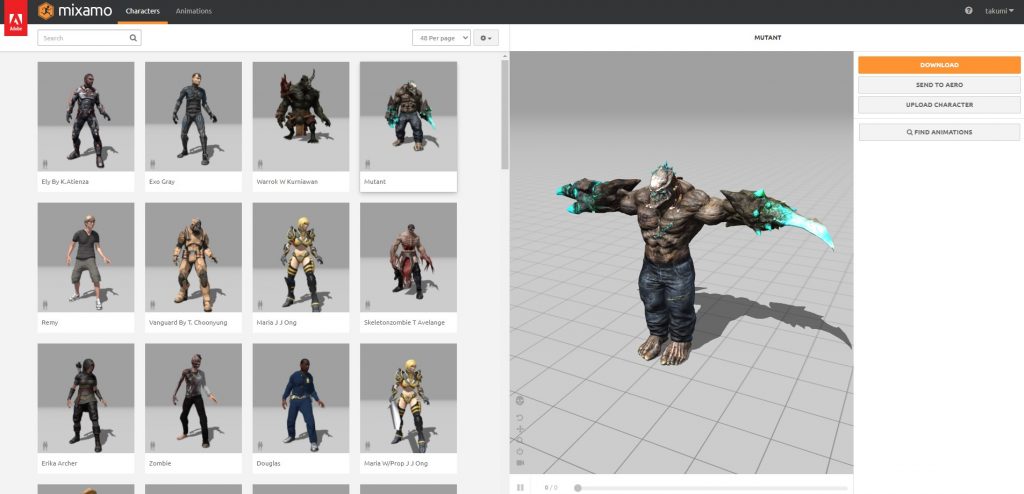 Adobe
mixamo
Characters
Animations
takumi
Search
48 Per page
MUTANT
DOWNLOAD
SEND TO AERO
UPLOAD CHARACTER
FIND ANIMATIONS
Ely By K.Atienza
Exo Gray
Warrok W Kurniawan
Mutant
Remy
Vanguard By T. Choonyung
Maria J J Ong
Skeletonzombie T Avelange
Erika Archer
Zombie
Douglas
Maria W/Prop J J Ong
0 / 0